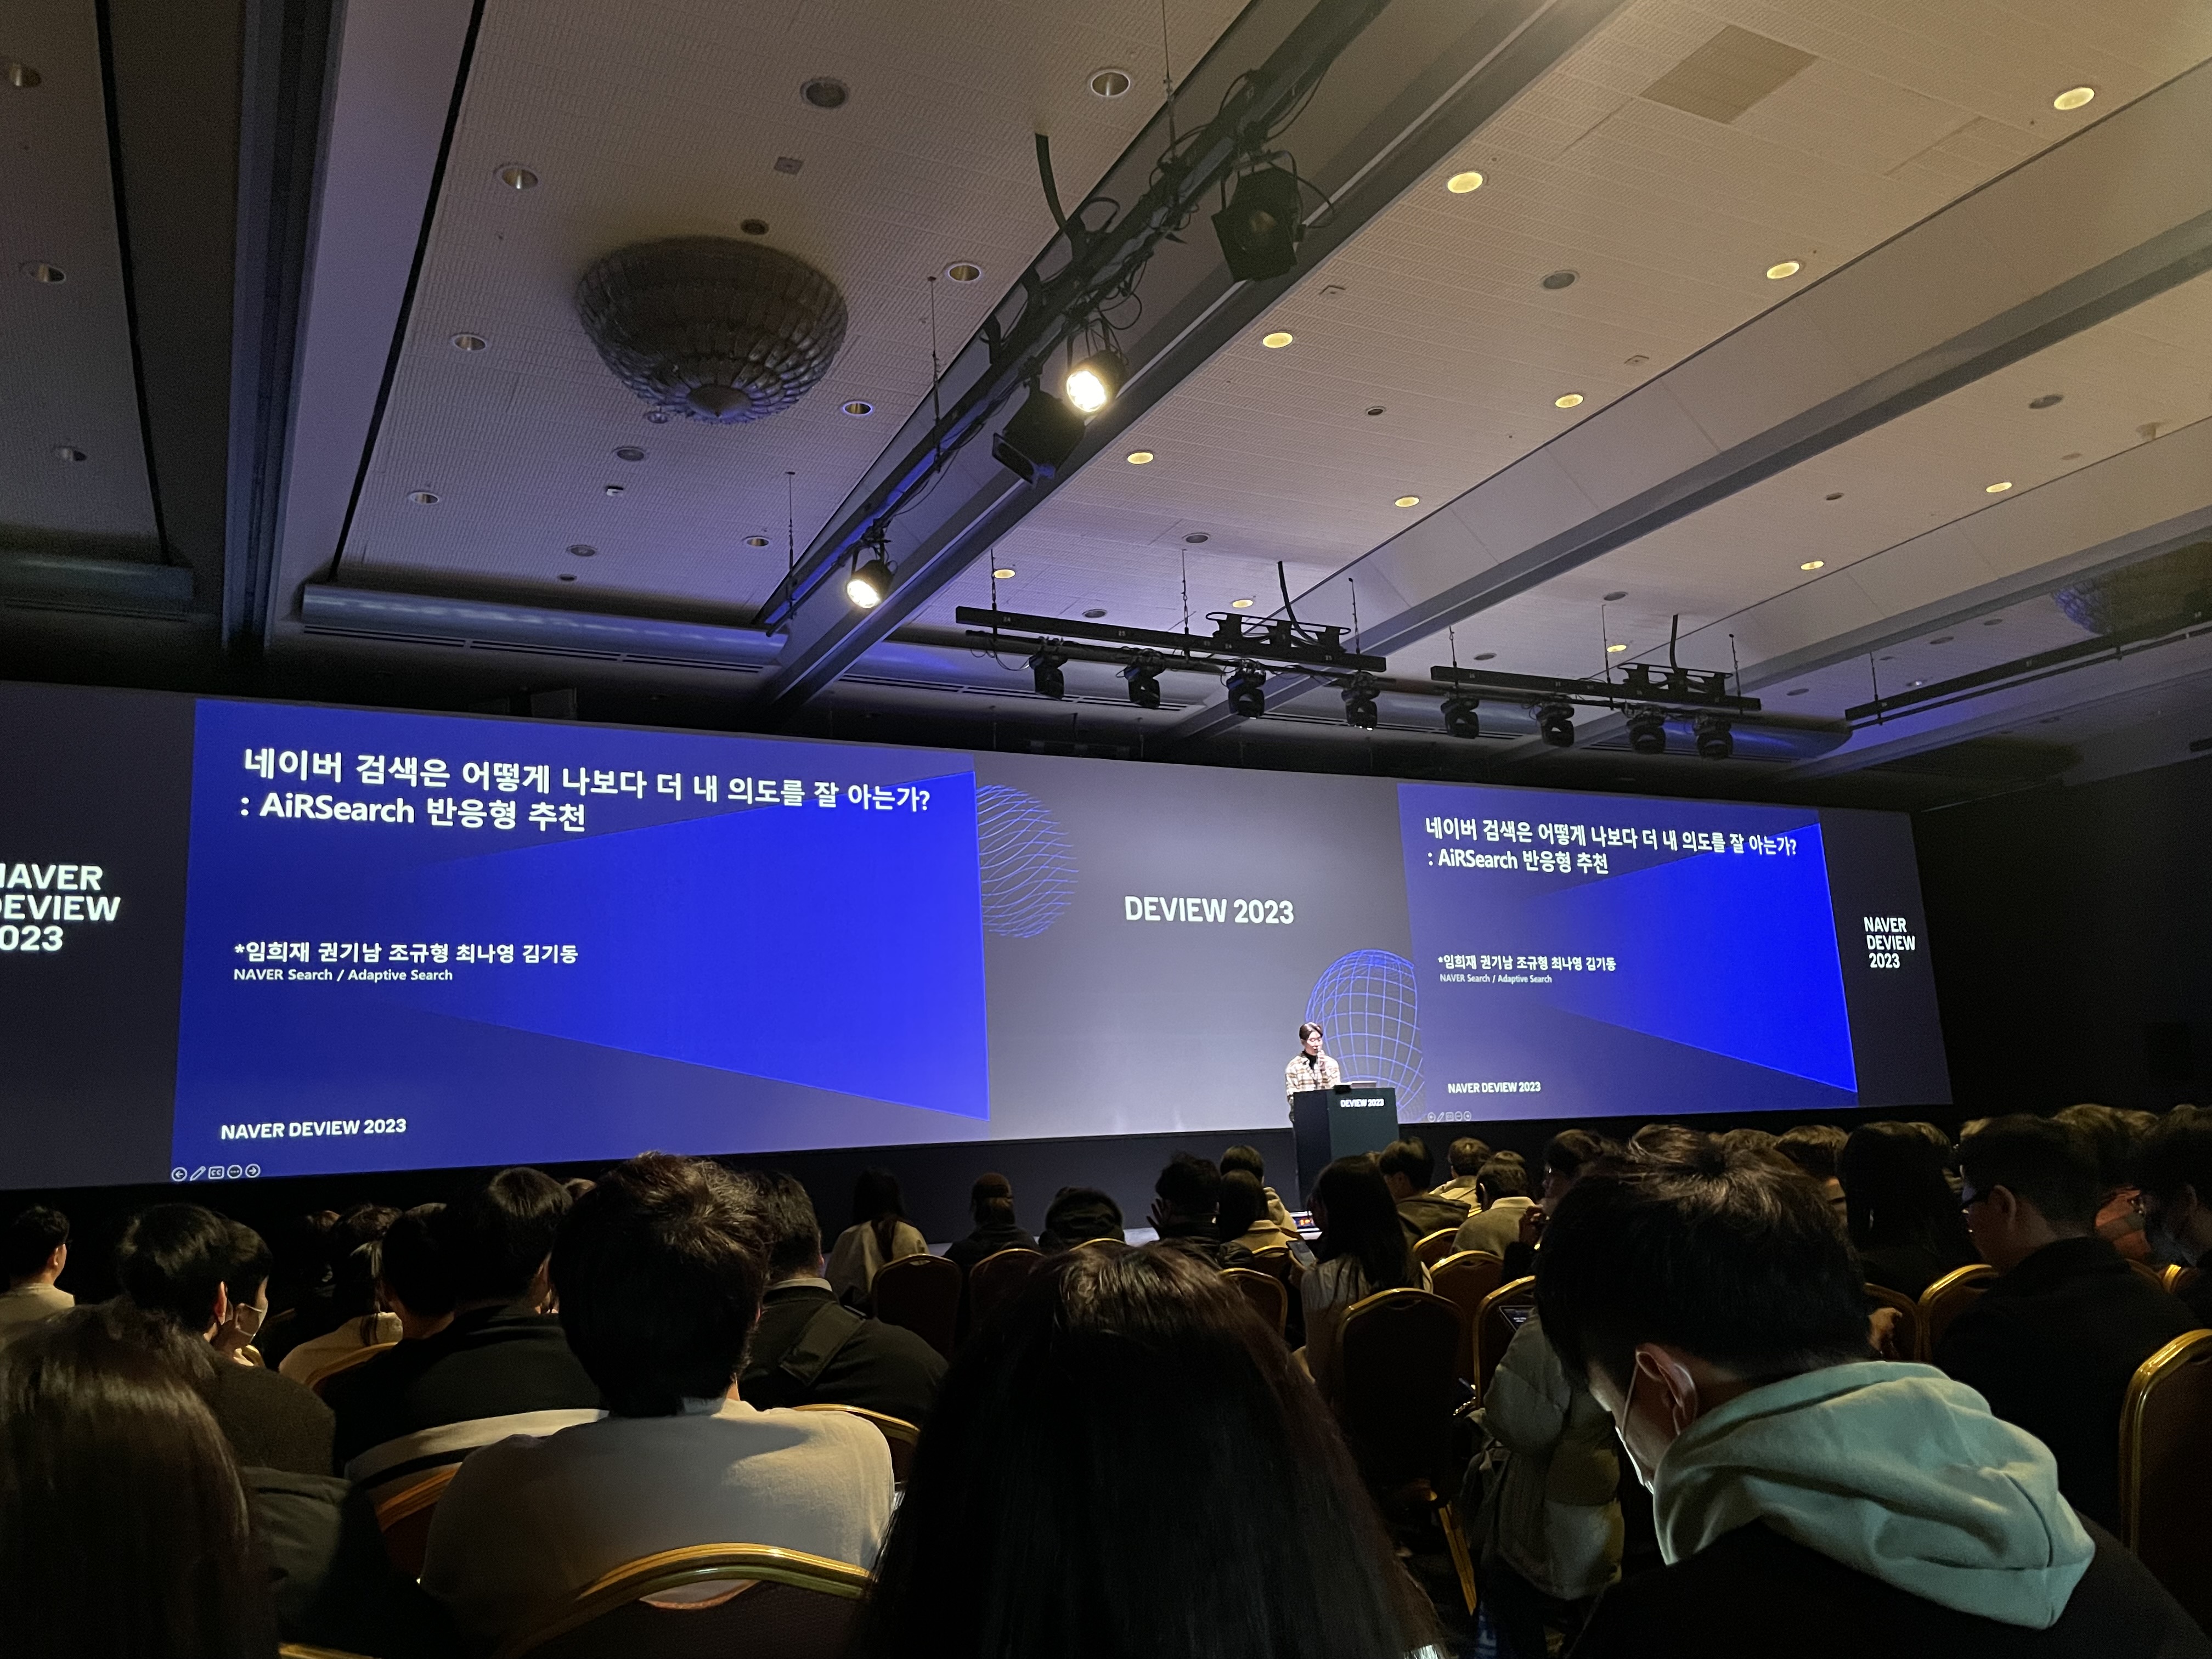 NAVER
DEVIEW
2023
네이버 검색은 어떻게 나보다 더 내 의도를 잘 아는가?
: AiRSearch 반응형 추천
*임희재 권기남 조규형 최나영 김기동
NAVER Search / Adaptive Search
NAVER DEVIEW 2023
DEVIEW 2023
DEVIEW 2023
네이버 검색은 어떻게 나보다 더 내 의도를 잘 아는가?
: AiRSearch 반응형 추천
*임희재 권기남 조규형 최나영 김기동
NAVER Search / Adaptive Search
NAVER DEVIEW 2023
NAVER
DEVIEW
2023